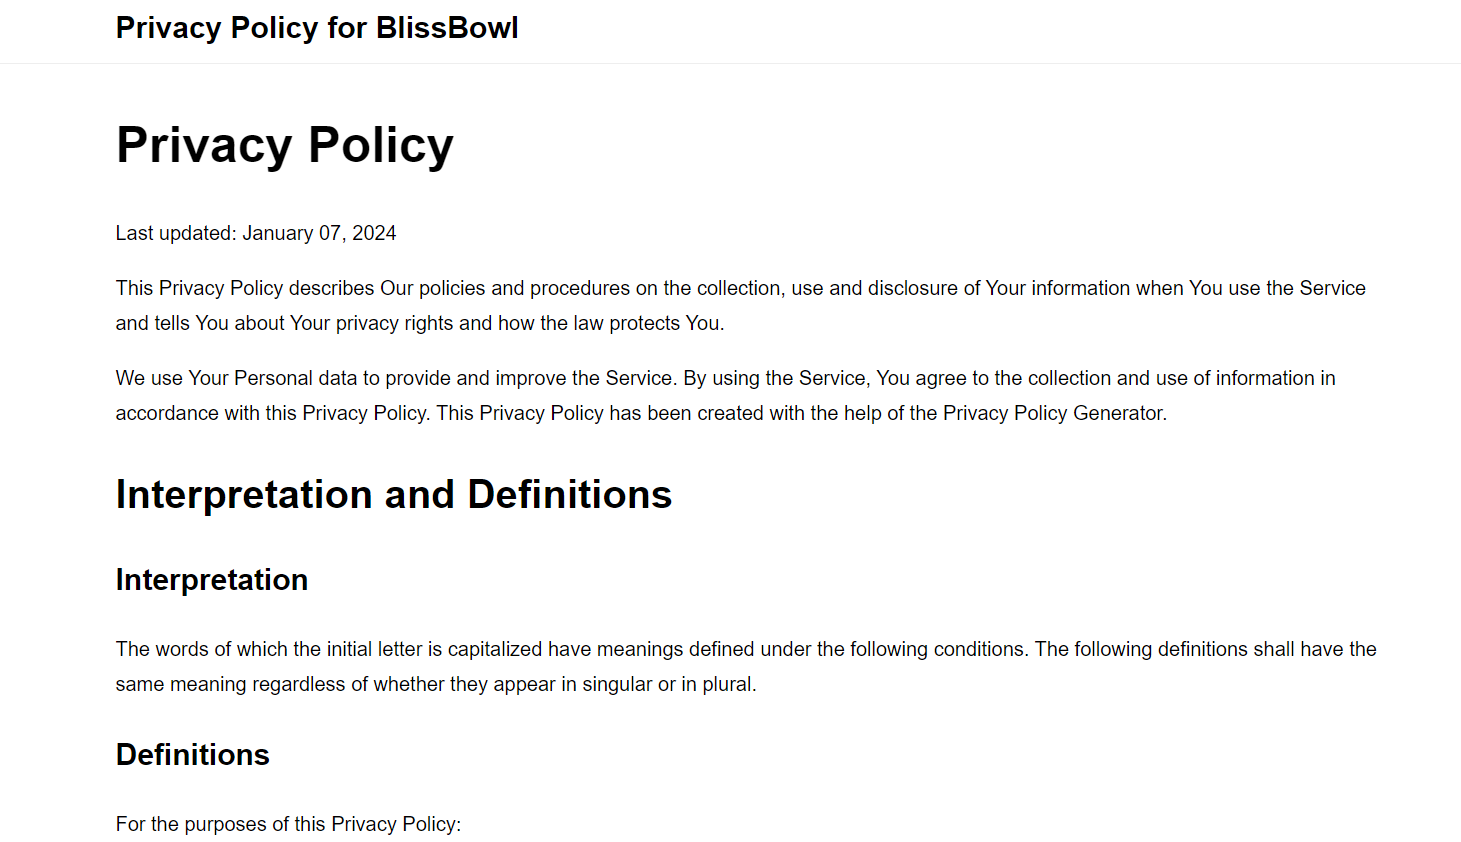 Privacy Policy for BlissBowl
Privacy Policy
Last updated: January 07, 2024
This Privacy Policy describes Our policies and procedures on the collection, use and disclosure of Your information when You use the Service
and tells You about Your privacy rights and how the law protects You.
We use Your Personal data to provide and improve the Service. By using the Service, You agree to the collection and use of information in
accordance with this Privacy Policy. This Privacy Policy has been created with the help of the Privacy Policy Generator.
Interpretation and Definitions
Interpretation
The words of which the initial letter is capitalized have meanings defined under the following conditions. The following definitions shall have the
same meaning regardless of whether they appear in singular or in plural.
Definitions
For the purposes of this Privacy Policy: